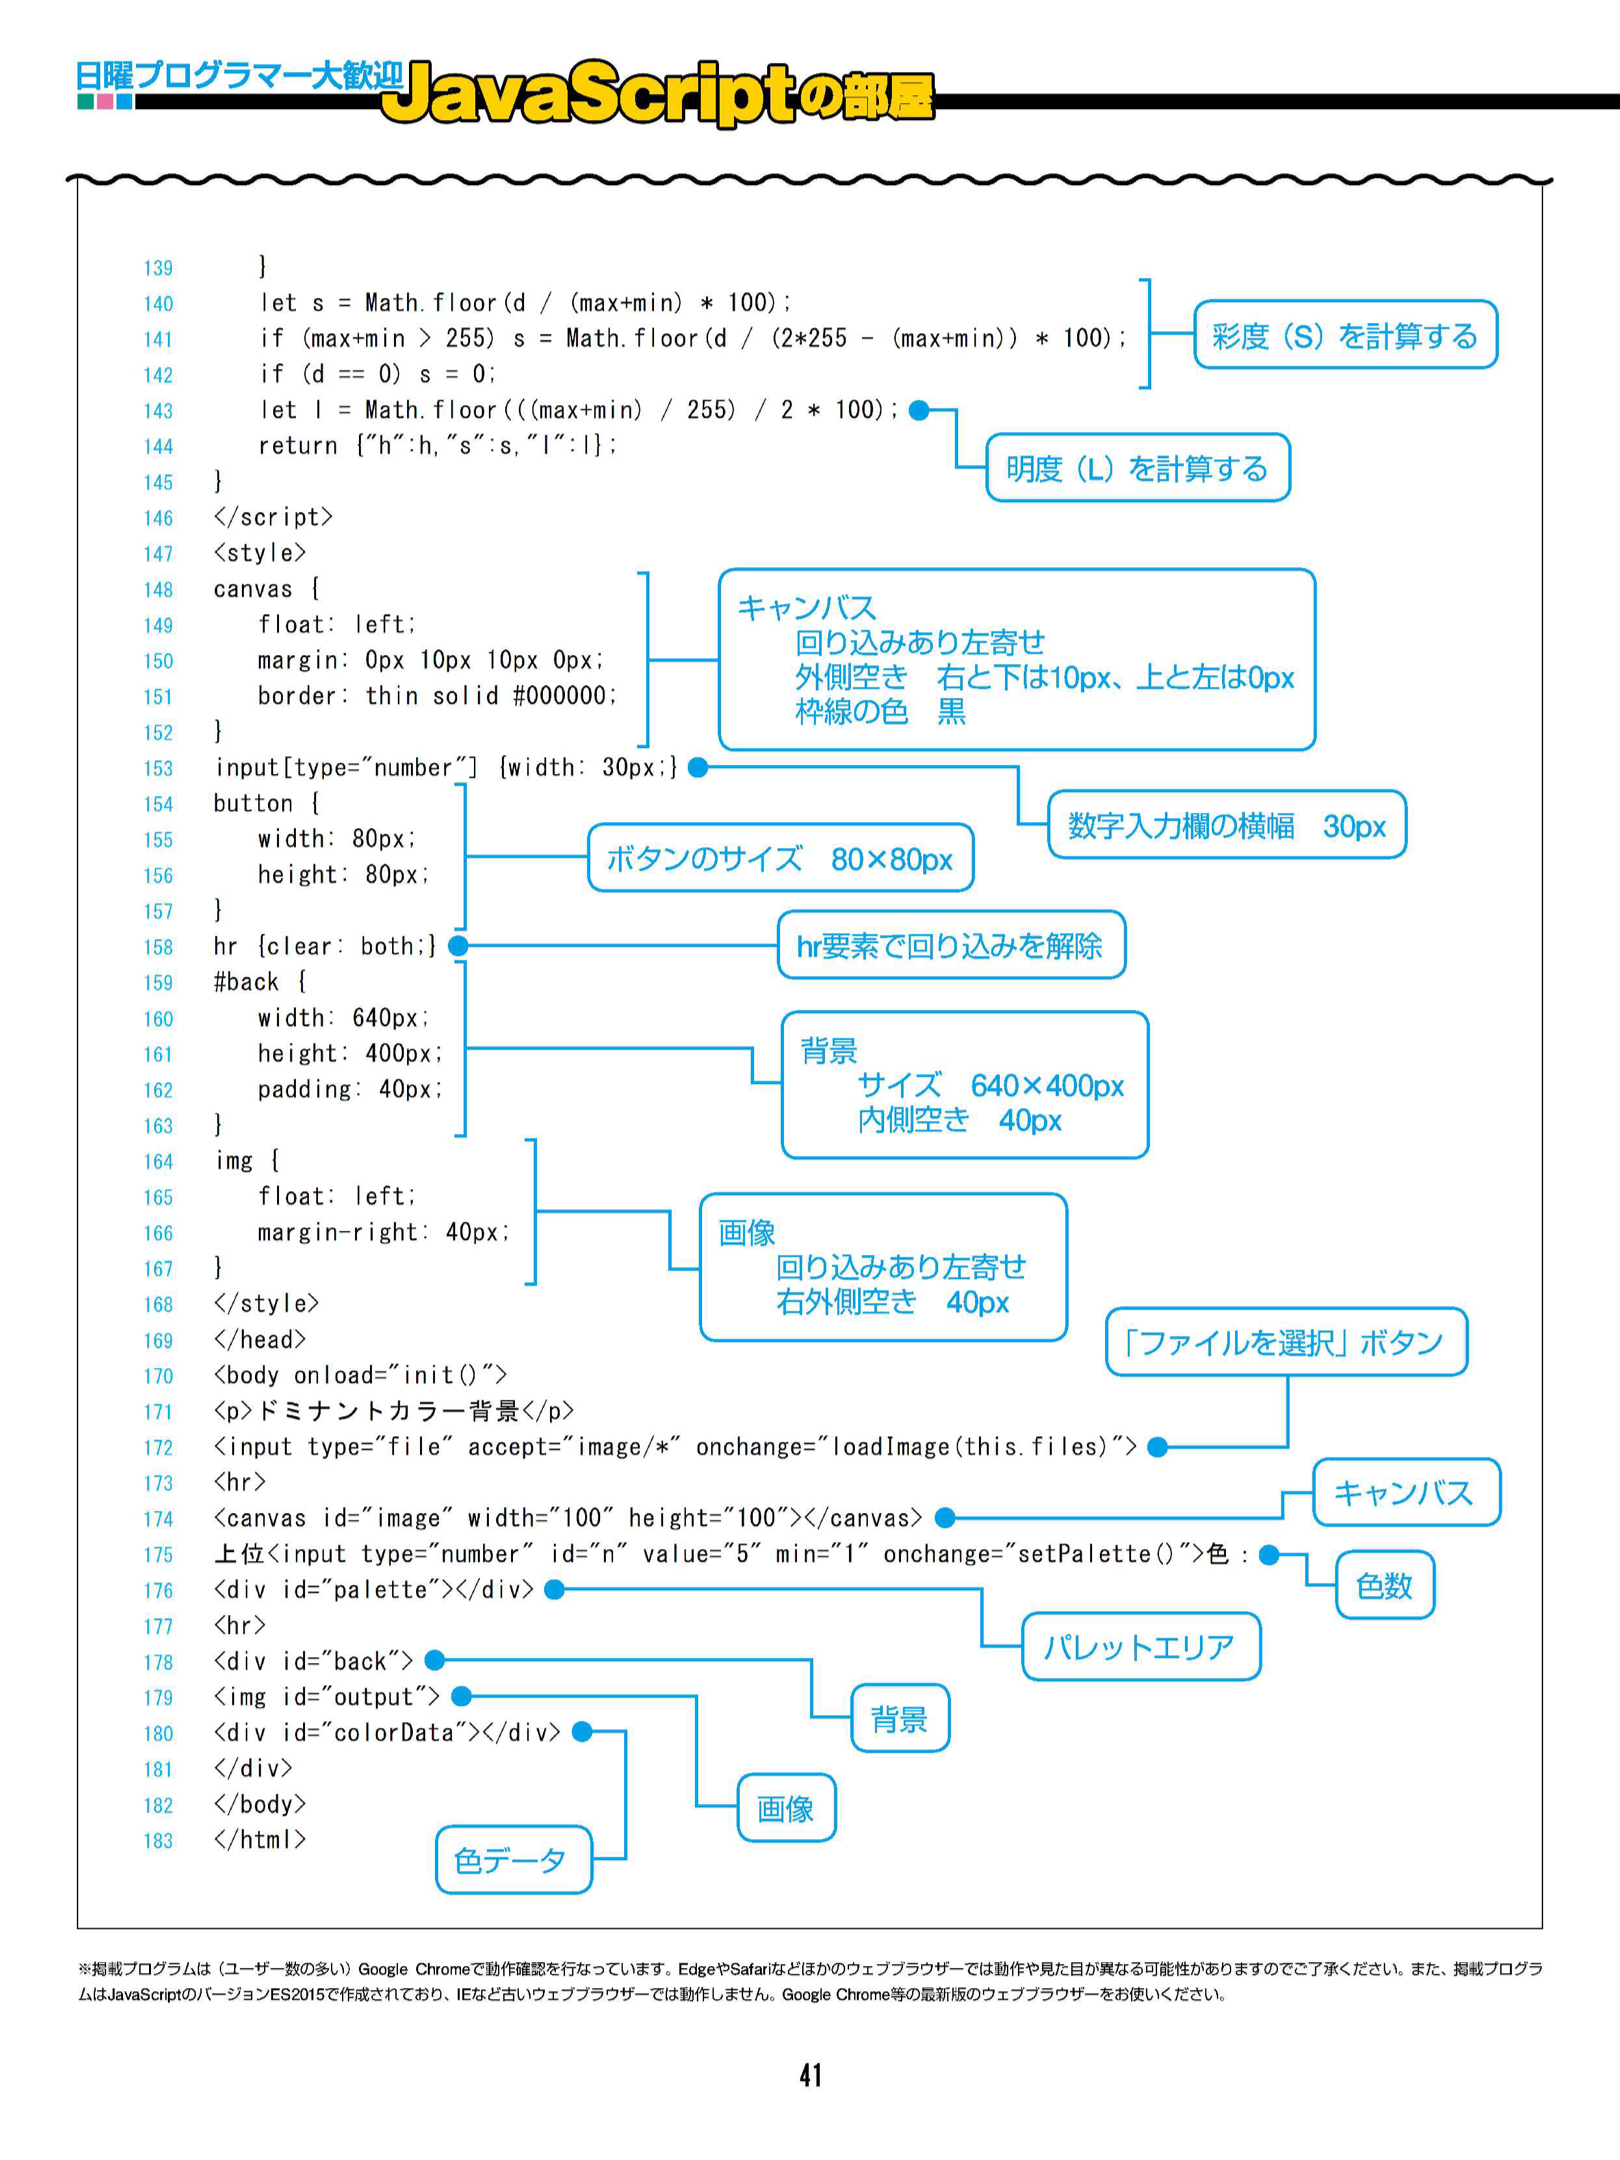 日曜プログラマー大歓迎
JavaScriptの部屋
139 }
140 let s = Math.floor(d / (max+min) * 100);
141 if (max+min > 255) s = Math.floor(d / (2*255 - (max+min)) * 100);
彩度（S）を計算する
142 if (d == 0) s = 0;
143 let l = Math.floor(((max+min) / 255) / 2 * 100);
144 return {"h":h,"s":s,"l":l};
明度（L）を計算する
145 }
146 </script>
147 <style>
148 canvas {
149 float: left;
150 margin: 0px 10px 10px 0px;
151 border: thin solid #000000;
152 }
キャンバス
回り込みあり左寄せ
外側空き　右と下は10px、上と左は0px
枠線の色　黒
153 input[type="number"] {width: 30px;}
数字入力欄の横幅　30px
154 button {
155 width: 80px;
156 height: 80px;
157 }
ボタンのサイズ　80×80px
158 hr {clear: both;}
hr要素で回り込みを解除
159 #back {
160 width: 640px;
161 height: 400px;
162 padding: 40px;
163 }
背景
サイズ　640×400px
内側空き　40px
164 img {
165 float: left;
166 margin-right: 40px;
167 }
画像
回り込みあり左寄せ
右外側空き　40px
168 </style>
169 </head>
170 <body onload="init()">
171 <p>ドミナントカラー背景</p>
172 <input type="file" accept="image/*" onchange="loadImage(this.files)">
「ファイルを選択」ボタン
173 <hr>
174 <canvas id="image" width="100" height="100"></canvas>
キャンバス
175 上位<input type="number" id="n" value="5" min="1" onchange="setPalette()">色：
色数
176 <div id="palette"></div>
パレットエリア
177 <hr>
178 <div id="back">
背景
179 <img id="output">
画像
180 <div id="colorData"></div>
色データ
181 </div>
182 </body>
183 </html>
※掲載プログラムは（ユーザー数の多い）Google Chromeで動作確認を行なっています。EdgeやSafariなどほかのウェブブラウザーでは動作や見た目が異なる可能性がありますのでご了承ください。また、掲載プログラ
ムはJavaScriptのバージョンES2015で作成されており、IEなど古いウェブブラウザーでは動作しません。Google Chrome等の最新版のウェブブラウザーをお使いください。
41